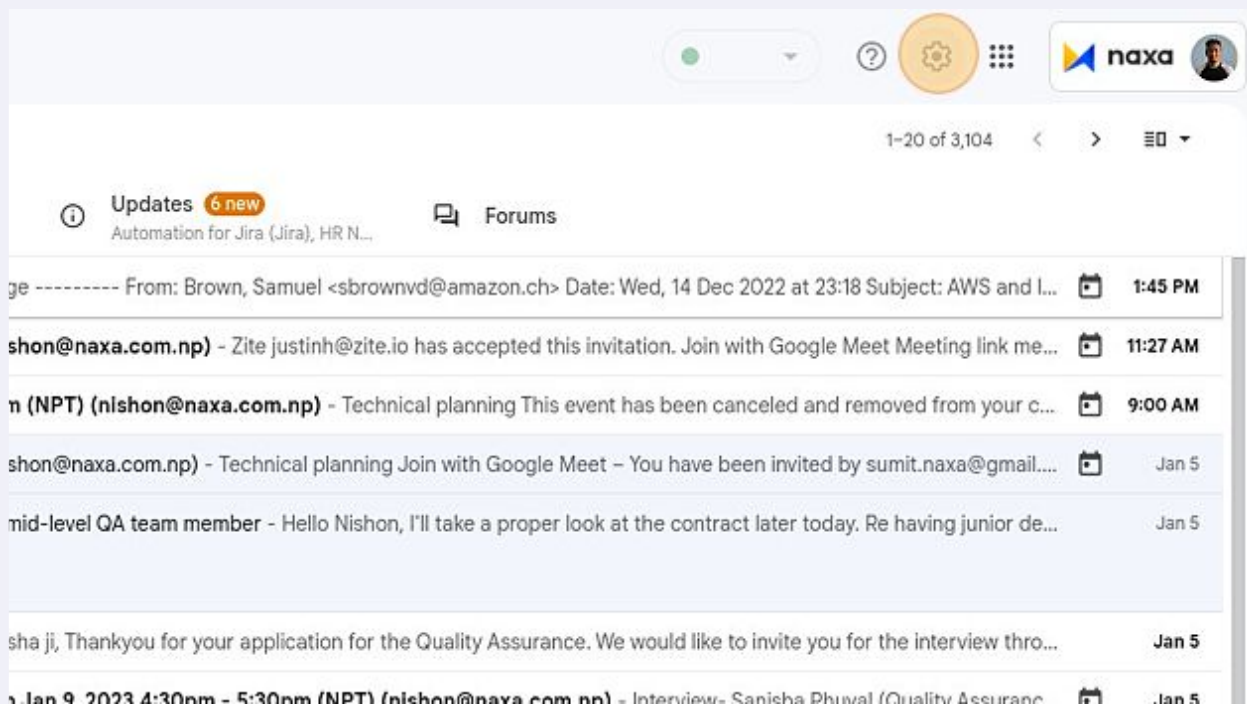 naxa
1-20 of 3,104
Updates 6 new
Automation for Jira (Jira), HR N...
Forums
ge --------- From: Brown, Samuel <sbrownvd@amazon.ch> Date: Wed, 14 Dec 2022 at 23:18 Subject: AWS and I... 1:45 PM
shon@naxa.com.np) - Zite justinh@zite.io has accepted this invitation. Join with Google Meet Meeting link me... 11:27 AM
m (NPT) (nishon@naxa.com.np) - Technical planning This event has been canceled and removed from your c... 9:00 AM
shon@naxa.com.np) - Technical planning Join with Google Meet – You have been invited by sumit.naxa@gmail.... Jan 5
mid-level QA team member - Hello Nishon, I'll take a proper look at the contract later today. Re having junior de... Jan 5
sha ji, Thankyou for your application for the Quality Assurance. We would like to invite you for the interview thro... Jan 5
Jan 9, 2023 4:30pm - 5:30pm (NPT) (nishon@naxa.com.np) - Interview- Sanisha Phuyal (Quality Assuranc... Jan 5